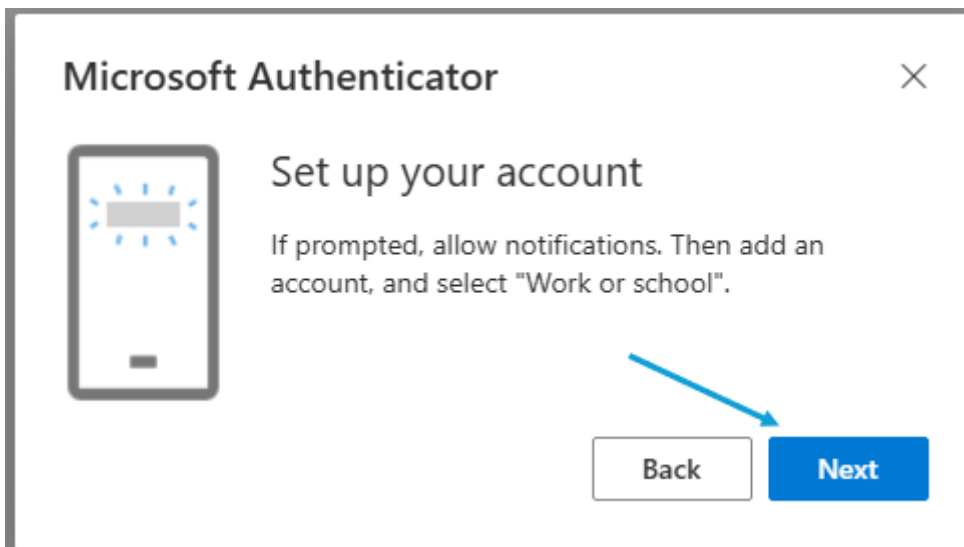 Microsoft Authenticator
Set up your account
If prompted, allow notifications. Then add an
account, and select "Work or school".
Back
Next